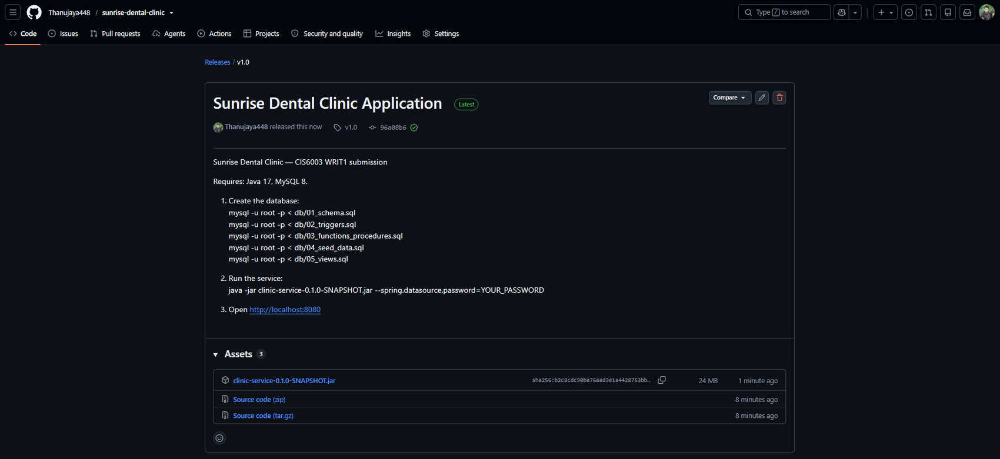 Thanujaya448 / sunrise-dental-clinic
Type / to search
Code Issues Pull requests Agents Actions Projects Security and quality Insights Settings
Releases / v1.0
Sunrise Dental Clinic Application Latest
Compare
Thanujaya448 released this now v1.0 96a08b6
Sunrise Dental Clinic — CIS6003 WRIT1 submission
Requires: Java 17, MySQL 8.
1. Create the database:
mysql -u root -p < db/01_schema.sql
mysql -u root -p < db/02_triggers.sql
mysql -u root -p < db/03_functions_procedures.sql
mysql -u root -p < db/04_seed_data.sql
mysql -u root -p < db/05_views.sql
2. Run the service:
java -jar clinic-service-0.1.0-SNAPSHOT.jar --spring.datasource.password=YOUR_PASSWORD
3. Open http://localhost:8080
Assets 3
clinic-service-0.1.0-SNAPSHOT.jar sha256:b2c8cdc90ba76aad3e1a4428753bb... 24 MB 1 minute ago
Source code (zip) 8 minutes ago
Source code (tar.gz) 8 minutes ago